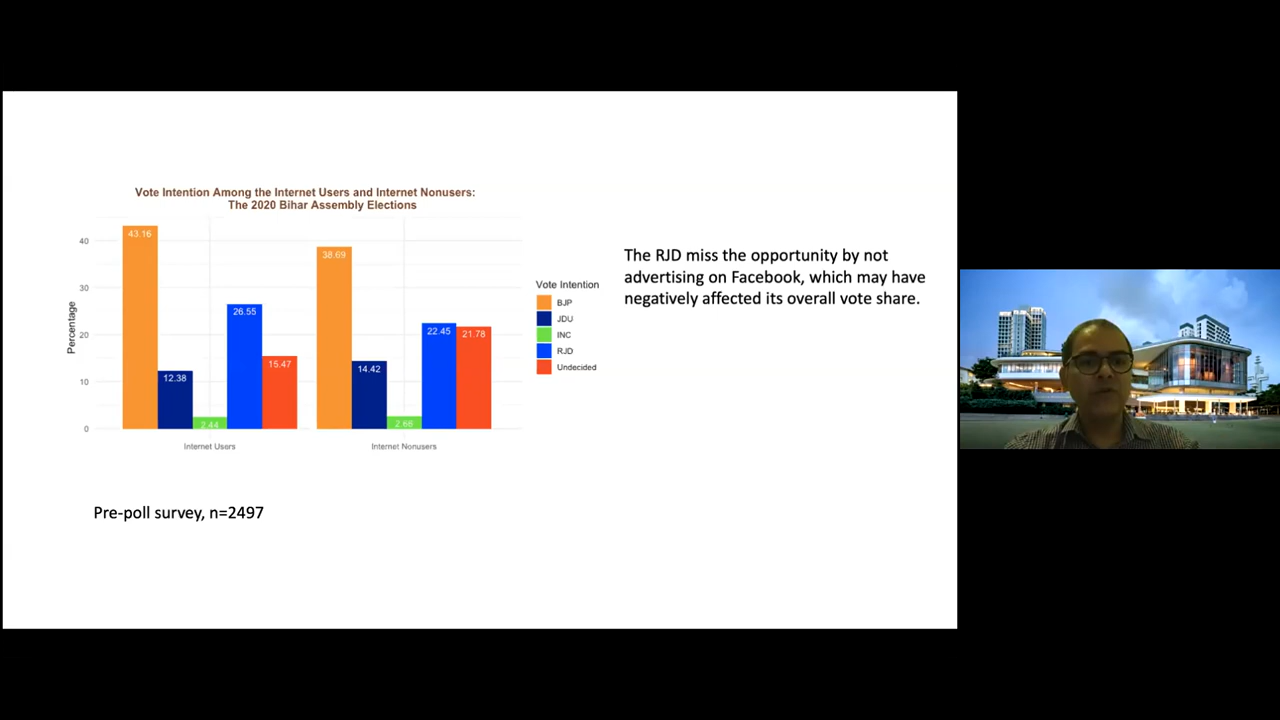 Vote Intention Among the Internet Users and Internet Nonusers:
The 2020 Bihar Assembly Elections
Percentage
40
30
20
10
0
43.16
12.38
2.44
26.55
15.47
38.69
14.42
2.66
22.45
21.78
Internet Users
Internet Nonusers
Vote Intention
BJP
JDU
INC
RJD
Undecided
The RJD miss the opportunity by not
advertising on Facebook, which may have
negatively affected its overall vote share.
Pre-poll survey, n=2497